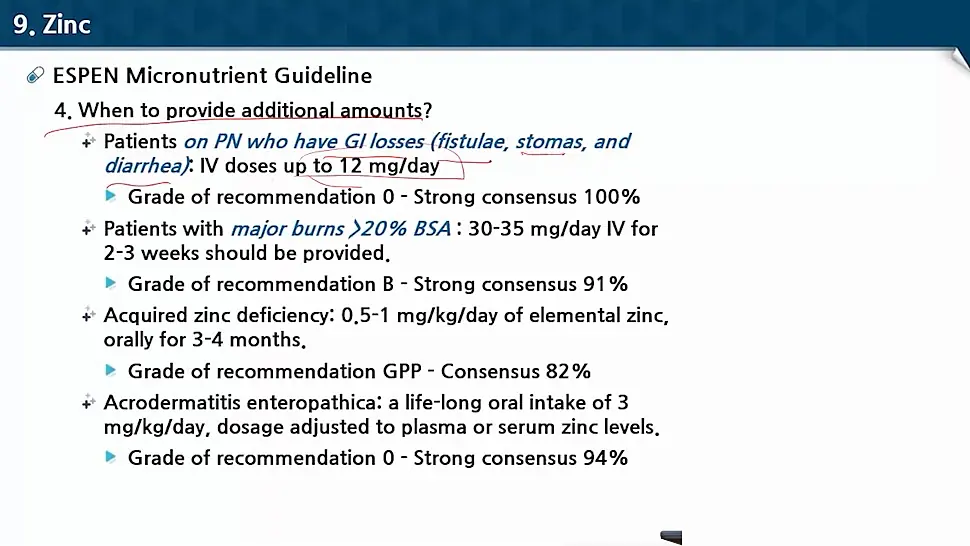 9. Zinc
ESPEN Micronutrient Guideline
4. When to provide additional amounts?
Patients on PN who have GI losses (fistulae, stomas, and
diarrhea): IV doses up to 12 mg/day
Grade of recommendation 0 - Strong consensus 100%
Patients with major burns >20% BSA : 30-35 mg/day IV for
2-3 weeks should be provided.
Grade of recommendation B - Strong consensus 91%
Acquired zinc deficiency: 0.5-1 mg/kg/day of elemental zinc,
orally for 3-4 months.
Grade of recommendation GPP - Consensus 82%
Acrodermatitis enteropathica: a life-long oral intake of 3
mg/kg/day, dosage adjusted to plasma or serum zinc levels.
Grade of recommendation 0 - Strong consensus 94%